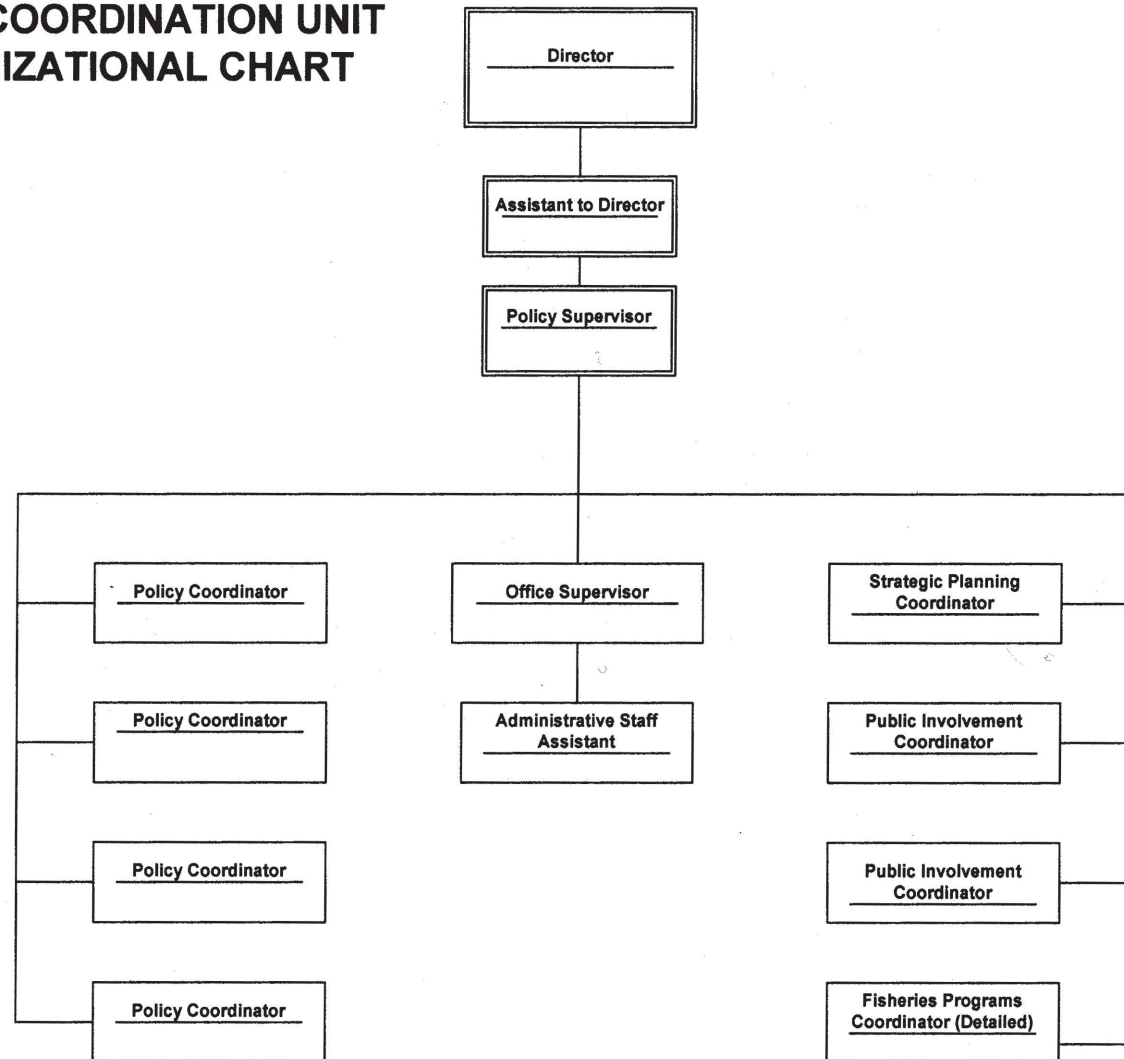 COORDINATION UNIT
IZATIONAL CHART
Director
Assistant to Director
Policy Supervisor
Policy Coordinator
Office Supervisor
Strategic Planning
Coordinator
Policy Coordinator
Administrative Staff
Assistant
Public Involvement
Coordinator
Policy Coordinator
Public Involvement
Coordinator
Policy Coordinator
Fisheries Programs
Coordinator (Detailed)